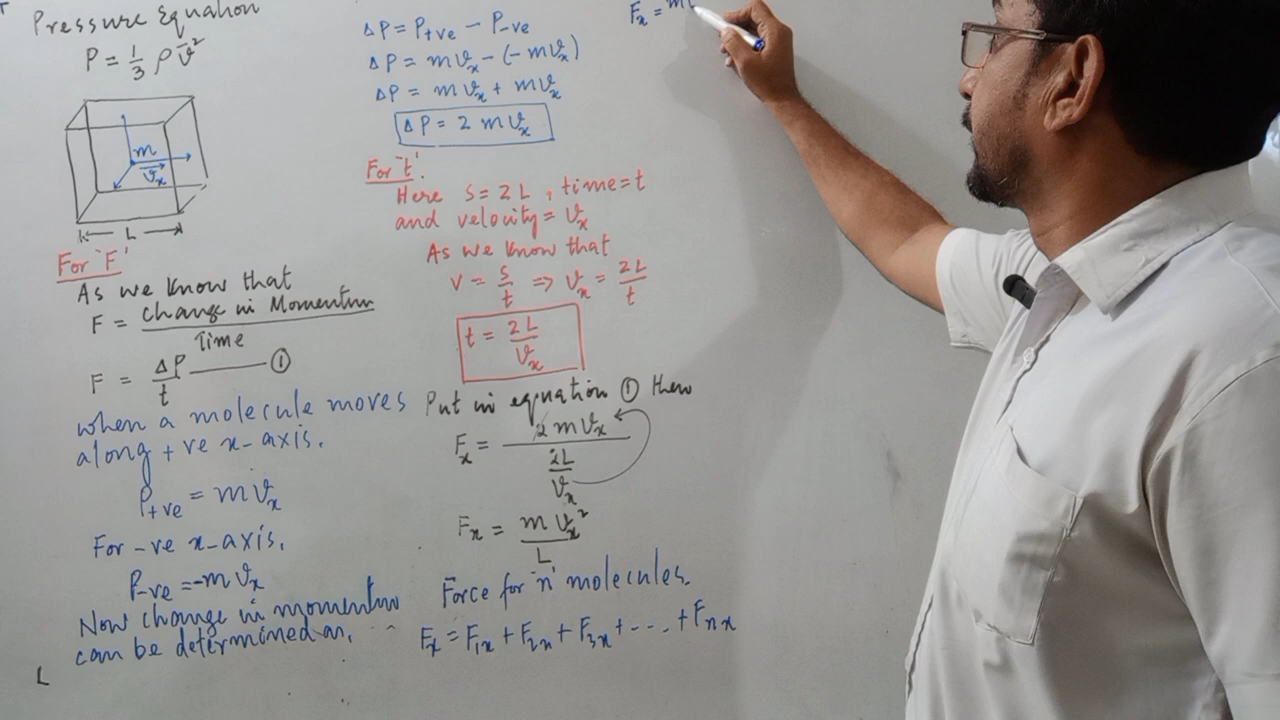 Pressure Equation
P = 1/3 ρ v̄²
m
v⃗x
L
For 'F'
As we know that
F = change in Momentum / Time
F = ΔP / t —— ①
when a molecule moves
along +ve x-axis.
P+ve = m vx
For -ve x-axis.
P-ve = -m vx
Now change in momentum
can be determined as,
L
ΔP = P+ve - P-ve
ΔP = mvx - (-mvx)
ΔP = mvx + mvx
ΔP = 2 mvx
For 't'.
Here S = 2L, time = t
and velocity = vx
As we know that
V = S/t ⇒ vx = 2L/t
t = 2L/vx
Put in equation ① then
Fx = 2mvx / (2L/vx)
Fx = m vx² / L
Force for 'n' molecules.
Fx = F1x + F2x + F3x + - - - . + Fnx
Fx = m